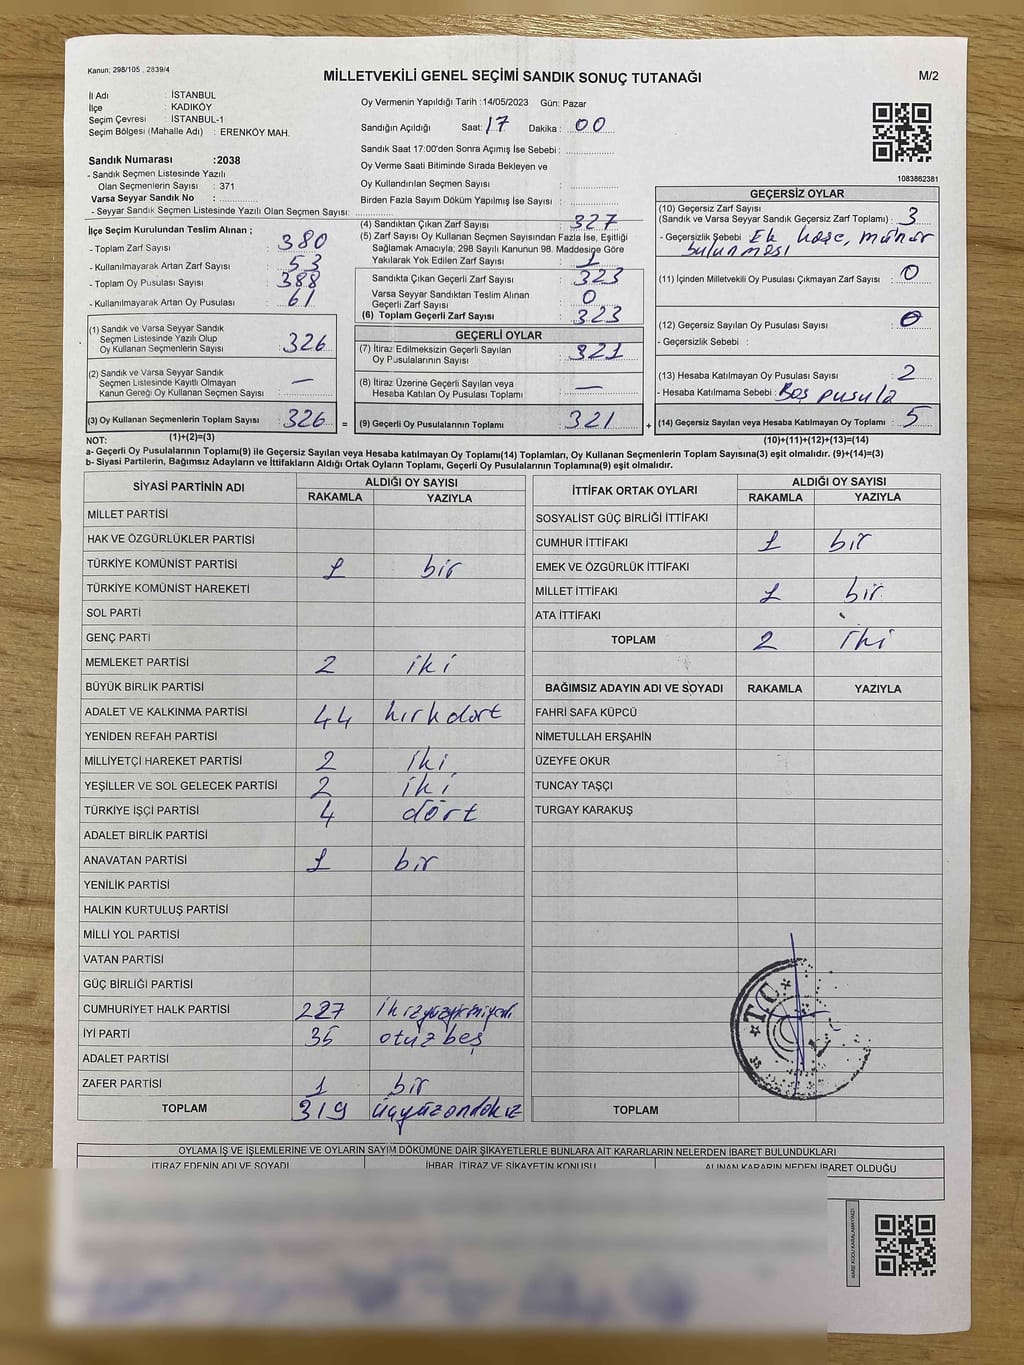 Kanun; 298/105 , 2839/4
MİLLETVEKİLİ GENEL SEÇİMİ SANDIK SONUÇ TUTANAĞI
M/2
İl Adı : İSTANBUL
İlçe : KADIKÖY
Seçim Çevresi : İSTANBUL-1
Seçim Bölgesi (Mahalle Adı) : ERENKÖY MAH.
Oy Vermenin Yapıldığı Tarih :14/05/2023 Gün: Pazar
Sandığın Açıldığı Saat: 17 Dakika : 00
Sandık Saat 17:00'den Sonra Açılmış İse Sebebi :
Oy Verme Saati Bitiminde Sırada Bekleyen ve
Oy Kullandırılan Seçmen Sayısı :
Birden Fazla Sayım Döküm Yapılmış İse Sayısı :
1083862381
Sandık Numarası :2038
- Sandık Seçmen Listesinde Yazılı
Olan Seçmenlerin Sayısı : 371
Varsa Seyyar Sandık No :
- Seyyar Sandık Seçmen Listesinde Yazılı Olan Seçmen Sayısı:
İlçe Seçim Kurulundan Teslim Alınan ;
- Toplam Zarf Sayısı : 380
- Kullanılmayarak Artan Zarf Sayısı : 53
- Toplam Oy Pusulası Sayısı : 388
- Kullanılmayarak Artan Oy Pusulası : 61
(1) Sandık ve Varsa Seyyar Sandık
Seçmen Listesinde Yazılı Olup
Oy Kullanan Seçmenlerin Sayısı : 326
(2) Sandık ve Varsa Seyyar Sandık
Seçmen Listesinde Kayıtlı Olmayan
Kanun Gereği Oy Kullanan Seçmen Sayısı : —
(3) Oy Kullanan Seçmenlerin Toplam Sayısı : 326 =
(1)+(2)=(3)
(4) Sandıktan Çıkan Zarf Sayısı : 327
(5) Zarf Sayısı Oy Kullanan Seçmen Sayısından Fazla İse, Eşitliği
Sağlamak Amacıyla; 298 Sayılı Kanunun 98. Maddesine Göre
Yakılarak Yok Edilen Zarf Sayısı : 1
Sandıkta Çıkan Geçerli Zarf Sayısı : 323
Varsa Seyyar Sandıktan Teslim Alınan
Geçerli Zarf Sayısı : 0
(6) Toplam Geçerli Zarf Sayısı : 323
GEÇERLİ OYLAR
(7) İtiraz Edilmeksizin Geçerli Sayılan
Oy Pusulalarının Sayısı : 321
(8) İtiraz Üzerine Geçerli Sayılan veya
Hesaba Katılan Oy Pusulası Toplamı : —
(9) Geçerli Oy Pusulalarının Toplamı : 321 +
GEÇERSİZ OYLAR
(10) Geçersiz Zarf Sayısı
(Sandık ve Varsa Seyyar Sandık Geçersiz Zarf Toplamı) : 3
- Geçersizlik Sebebi : Ek kaşe, mühür
bulunması
(11) İçinden Milletvekili Oy Pusulası Çıkmayan Zarf Sayısı : 0
(12) Geçersiz Sayılan Oy Pusulası Sayısı : 0
- Geçersizlik Sebebi :
(13) Hesaba Katılmayan Oy Pusulası Sayısı : 2
- Hesaba Katılmama Sebebi : Boş pusula
(14) Geçersiz Sayılan veya Hesaba Katılmayan Oy Toplamı : 5
(10)+(11)+(12)+(13)=(14)
NOT:
a- Geçerli Oy Pusulalarının Toplamı(9) ile Geçersiz Sayılan veya Hesaba katılmayan Oy Toplamı(14) Toplamları, Oy Kullanan Seçmenlerin Toplam Sayısına(3) eşit olmalıdır. (9)+(14)=(3)
b- Siyasi Partilerin, Bağımsız Adayların ve İttifakların Aldığı Ortak Oyların Toplamı, Geçerli Oy Pusulalarının Toplamına(9) eşit olmalıdır.
SİYASİ PARTİNİN ADI
ALDIĞI OY SAYISI
RAKAMLA YAZIYLA
MİLLET PARTİSİ
HAK VE ÖZGÜRLÜKLER PARTİSİ
TÜRKİYE KOMÜNİST PARTİSİ 1 bir
TÜRKİYE KOMÜNİST HAREKETİ
SOL PARTİ
GENÇ PARTİ
MEMLEKET PARTİSİ 2 iki
BÜYÜK BİRLİK PARTİSİ
ADALET VE KALKINMA PARTİSİ 44 kırkdört
YENİDEN REFAH PARTİSİ
MİLLİYETÇİ HAREKET PARTİSİ 2 iki
YEŞİLLER VE SOL GELECEK PARTİSİ 2 iki
TÜRKİYE İŞÇİ PARTİSİ 4 dört
ADALET BİRLİK PARTİSİ
ANAVATAN PARTİSİ 1 bir
YENİLİK PARTİSİ
HALKIN KURTULUŞ PARTİSİ
MİLLİ YOL PARTİSİ
VATAN PARTİSİ
GÜÇ BİRLİĞİ PARTİSİ
CUMHURİYET HALK PARTİSİ 227
İYİ PARTİ 35 otuzbeş
ADALET PARTİSİ
ZAFER PARTİSİ 1 bir
TOPLAM 319 üçyüzondokuz
İTTİFAK ORTAK OYLARI
ALDIĞI OY SAYISI
RAKAMLA YAZIYLA
SOSYALİST GÜÇ BİRLİĞİ İTTİFAKI
CUMHUR İTTİFAKI 1 bir
EMEK VE ÖZGÜRLÜK İTTİFAKI
MİLLET İTTİFAKI 1 bir
ATA İTTİFAKI
TOPLAM 2 iki
BAĞIMSIZ ADAYIN ADI VE SOYADI RAKAMLA YAZIYLA
FAHRİ SAFA KÜPCÜ
NİMETULLAH ERŞAHİN
ÜZEYFE OKUR
TUNCAY TAŞÇI
TURGAY KARAKUŞ
T.C.
TOPLAM
OYLAMA İŞ VE İŞLEMLERİNE VE OYLARIN SAYIM DÖKÜMÜNE DAİR ŞİKAYETLERLE BUNLARA AİT KARARLARIN NELERDEN İBARET BULUNDUKLARI
İTİRAZ EDENİN ADI VE SOYADI İHBAR, İTİRAZ VE ŞİKAYETİN KONUSU ALINAN KARARIN NEDEN İBARET OLDUĞU
KARE KODU KARALAMAYINIZ!